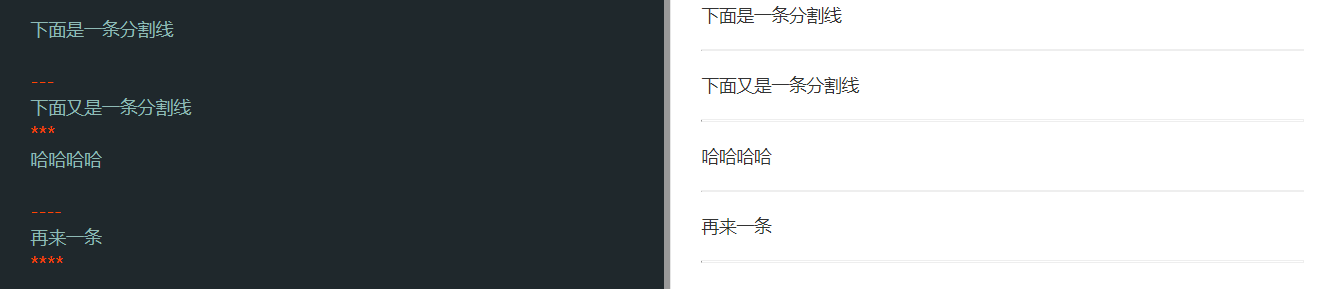 下面是一条分割线
---
下面又是一条分割线
***
哈哈哈哈
----
再来一条
****
下面是一条分割线
下面又是一条分割线
哈哈哈哈
再来一条